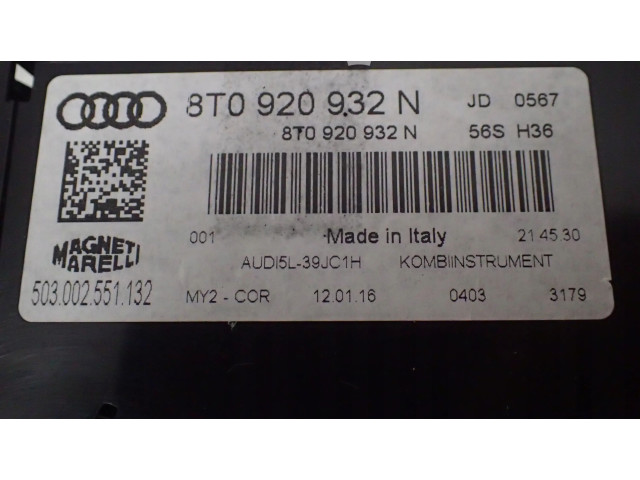 8T0 920 932 N JD 0567
8T0 920 932 N 56S H36
001 Made in Italy 21 45.30
MAGNETI
MARELLI
AUDI5L-39JC1H KOMBIINSTRUMENT
503.002.551.132 MY2 - COR 12.01.16 0403 3179